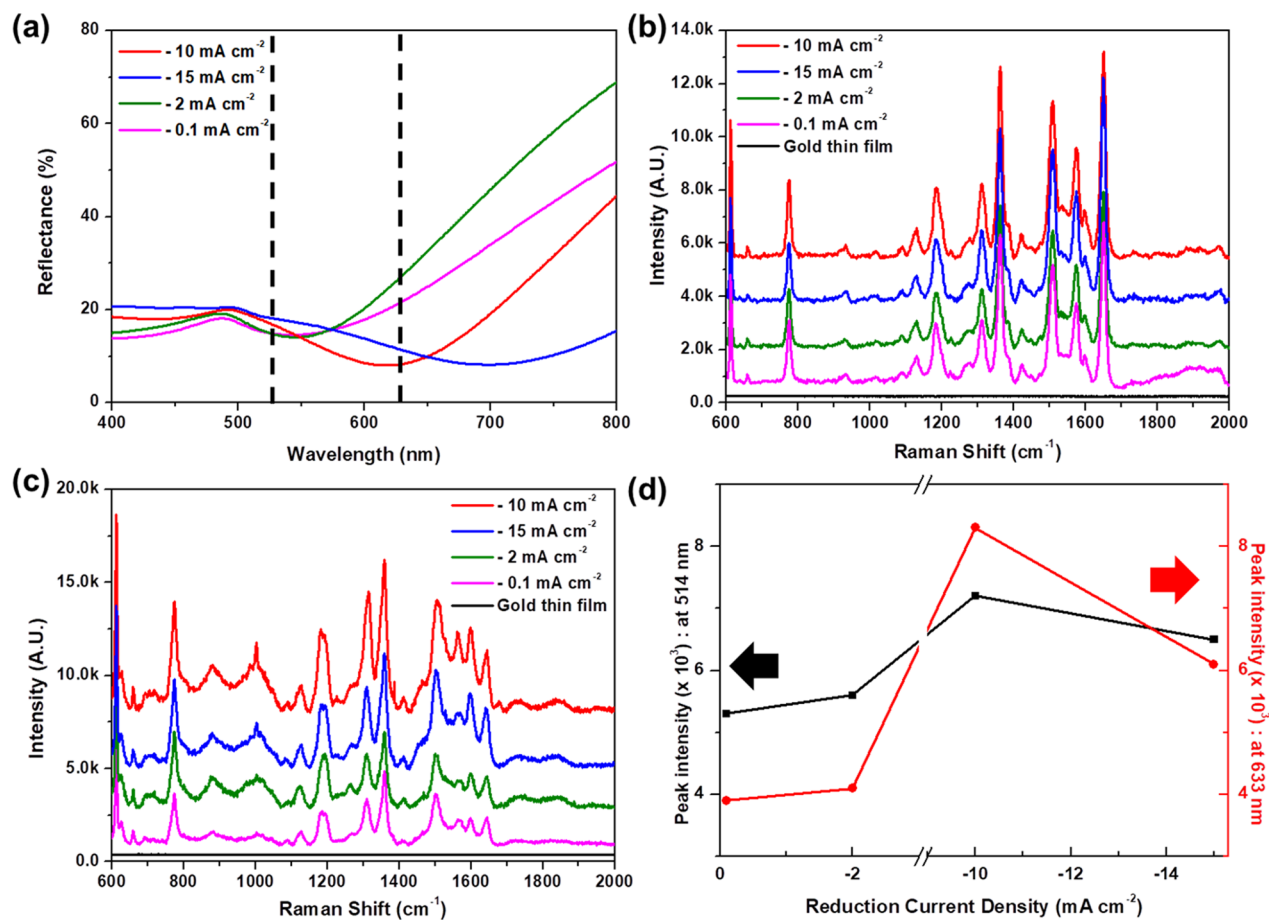 (a)
80
60
40
20
0
Reflectance (%)
- 10 mA cm⁻²
- 15 mA cm⁻²
- 2 mA cm⁻²
- 0.1 mA cm⁻²
400 500 600 700 800
Wavelength (nm)
(b)
14.0k
12.0k
10.0k
8.0k
6.0k
4.0k
2.0k
0.0
Intensity (A.U.)
- 10 mA cm⁻²
- 15 mA cm⁻²
- 2 mA cm⁻²
- 0.1 mA cm⁻²
Gold thin film
600 800 1000 1200 1400 1600 1800 2000
Raman Shift (cm⁻¹)
(c)
20.0k
15.0k
10.0k
5.0k
0.0
Intensity (A.U.)
- 10 mA cm⁻²
- 15 mA cm⁻²
- 2 mA cm⁻²
- 0.1 mA cm⁻²
Gold thin film
600 800 1000 1200 1400 1600 1800 2000
Raman Shift (cm⁻¹)
(d)
8
6
4
Peak intensity (x 10³) : at 514 nm
8
6
4
Peak intensity (x 10³) : at 633 nm
0 -2 -10 -12 -14
Reduction Current Density (mA cm⁻²)